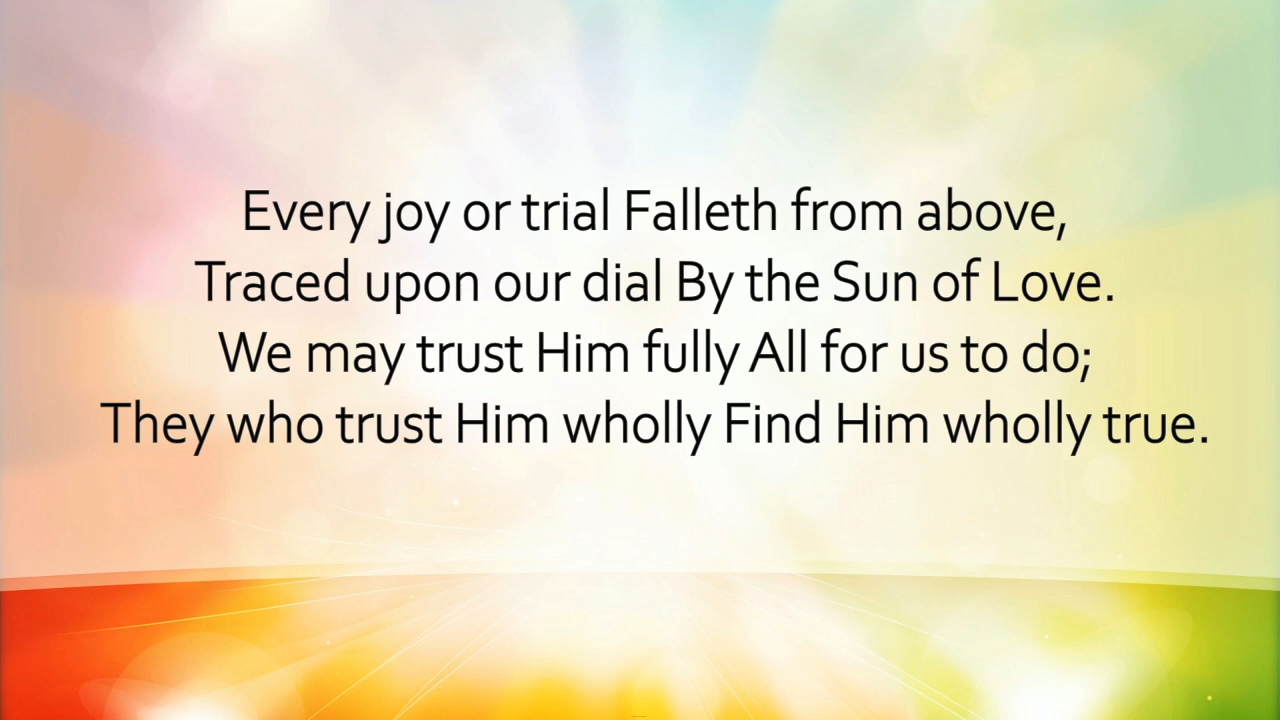 Every joy or trial Falleth from above,
Traced upon our dial By the Sun of Love.
We may trust Him fully All for us to do;
They who trust Him wholly Find Him wholly true.